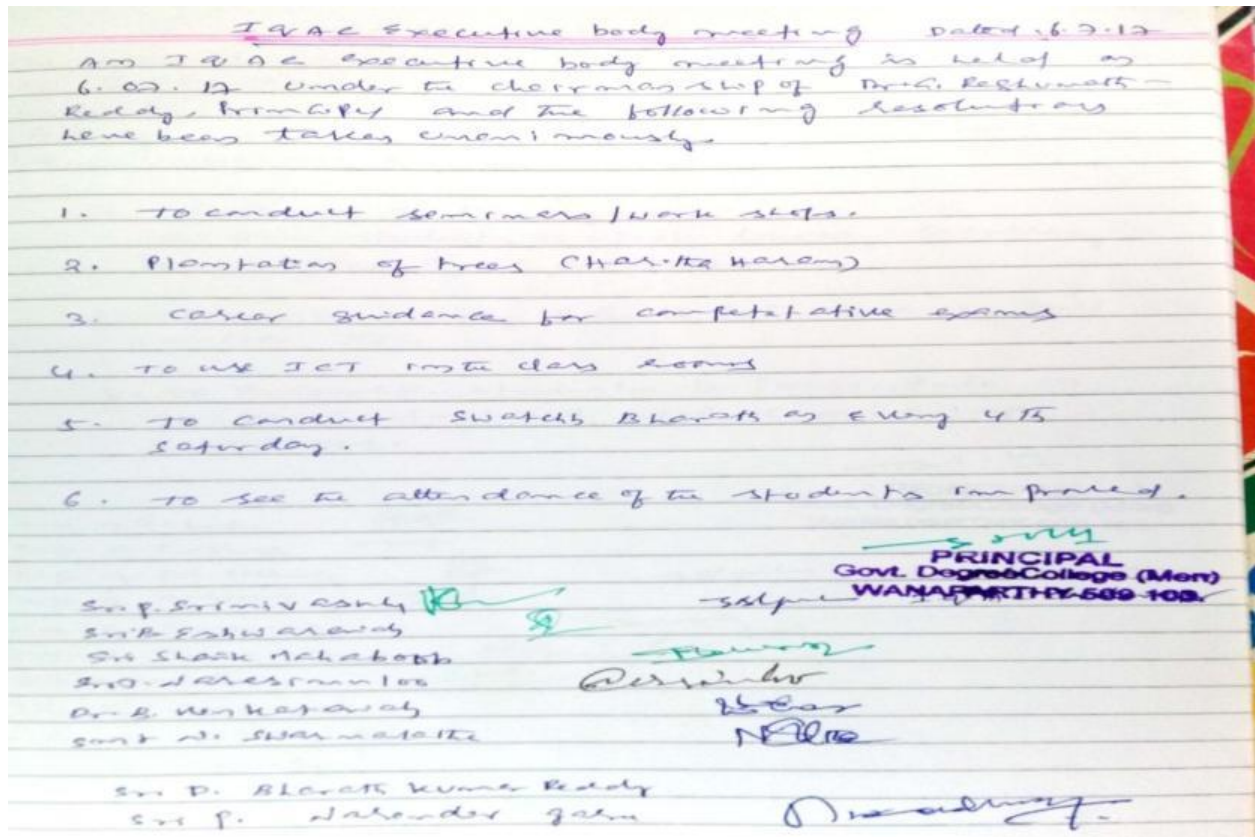 IQAC Executive body meeting Dated. 6.7.17
An IQAC executive body meeting is held on
6.07.17 under the chairmanship of Dr. G. Reghunath-
Reddy, Principal and the following resolutions
have been taken unanimously.
1. To conduct seminars / work shops.
2. Plantation of trees (Haritha Haram)
3. career guidance for competatative exams
4. To use ICT in the class rooms
5. To conduct Swatchh Bharath on Every 4th
Saturday.
6. To see the attendance of the students improved.
PRINCIPAL
Govt. Degree College (Men)
WANAPARTHY-509 103.
Sri P. Srinivasulu
Sri B. Eshwaraiah
Sri Shaik Mahaboob
Sri D. Narasimuloo
Dr. B. Venkataiah
Smt N. Swarnalatha
Sri D. Bharath Kumar Reddy
Sri P. Narender